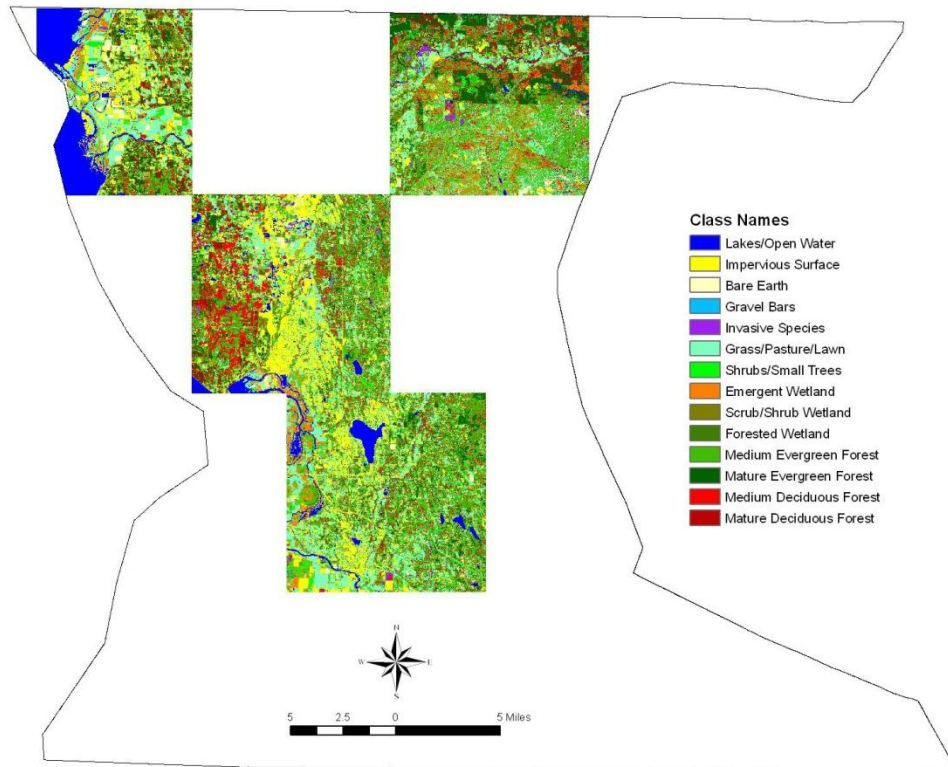 Class Names
Lakes/Open Water
Impervious Surface
Bare Earth
Gravel Bars
Invasive Species
Grass/Pasture/Lawn
Shrubs/Small Trees
Emergent Wetland
Scrub/Shrub Wetland
Forested Wetland
Medium Evergreen Forest
Mature Evergreen Forest
Medium Deciduous Forest
Mature Deciduous Forest
N
W E
S
5 2.5 0 5 Miles